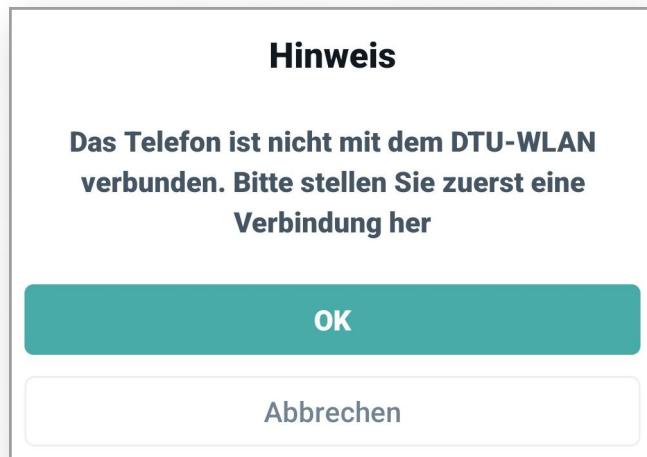 Hinweis
Das Telefon ist nicht mit dem DTU-WLAN
verbunden. Bitte stellen Sie zuerst eine
Verbindung her
OK
Abbrechen